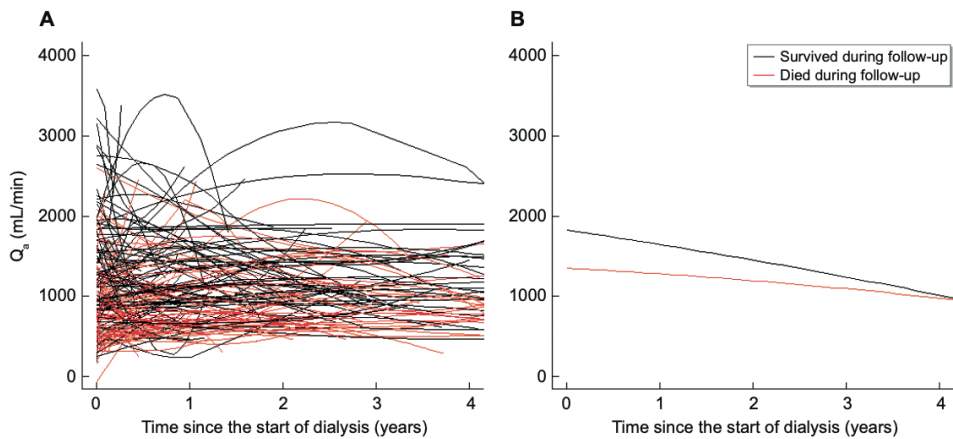 A
4000
3000
2000
1000
0
Qa (mL/min)
0 1 2 3 4
Time since the start of dialysis (years)
B
4000
3000
2000
1000
0
Survived during follow-up
Died during follow-up
0 1 2 3 4
Time since the start of dialysis (years)